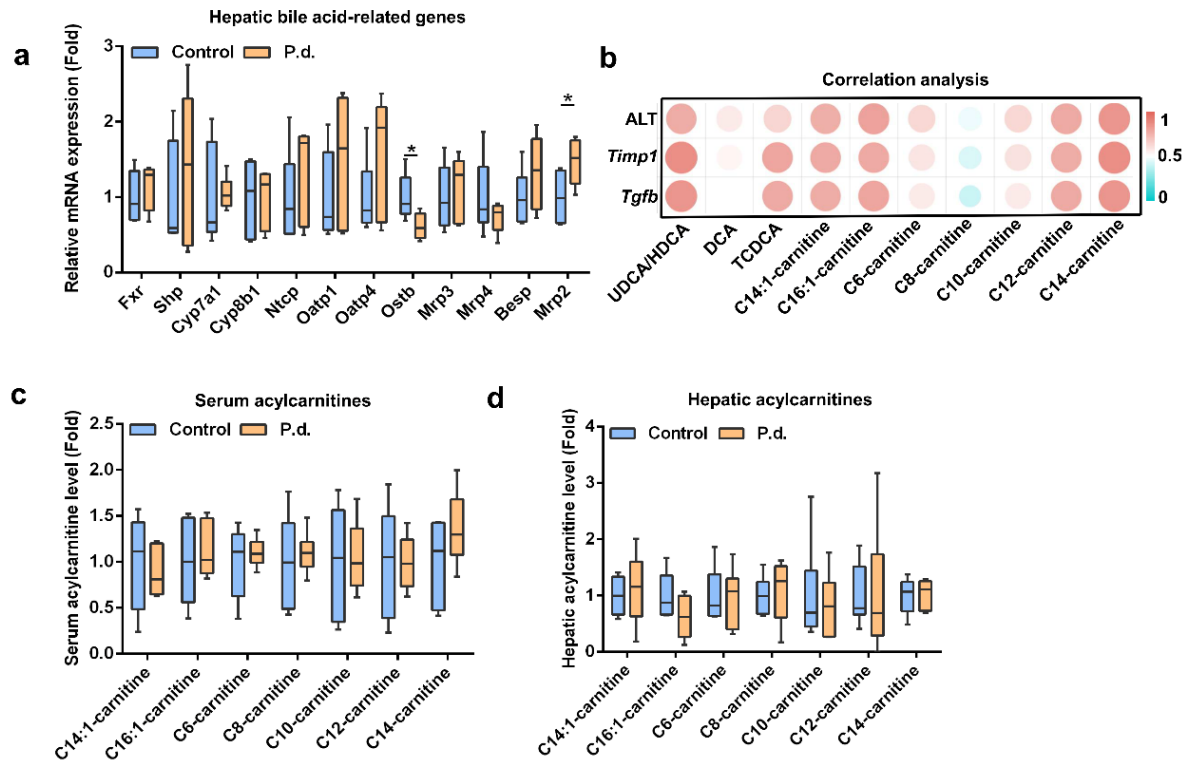 a
Hepatic bile acid-related genes
Relative mRNA expression (Fold)
Control
P.d.
3
2
1
0
*
*
Fxr
Shp
Cyp7a1
Cyp8b1
Ntcp
Oatp1
Oatp4
Ostb
Mrp3
Mrp4
Besp
Mrp2
b
Correlation analysis
ALT
Timp1
Tgfb
1
0.5
0
UDCA/HDCA
DCA
TCDCA
C14:1-carnitine
C16:1-carnitine
C6-carnitine
C8-carnitine
C10-carnitine
C12-carnitine
C14-carnitine
c
Serum acylcarnitines
Serum acylcarnitine level (Fold)
Control
P.d.
2.5
2.0
1.5
1.0
0.5
0.0
C14:1-carnitine
C16:1-carnitine
C6-carnitine
C8-carnitine
C10-carnitine
C12-carnitine
C14-carnitine
d
Hepatic acylcarnitines
Hepatic acylcarnitine level (Fold)
Control
P.d.
4
3
2
1
0
C14:1-carnitine
C16:1-carnitine
C6-carnitine
C8-carnitine
C10-carnitine
C12-carnitine
C14-carnitine